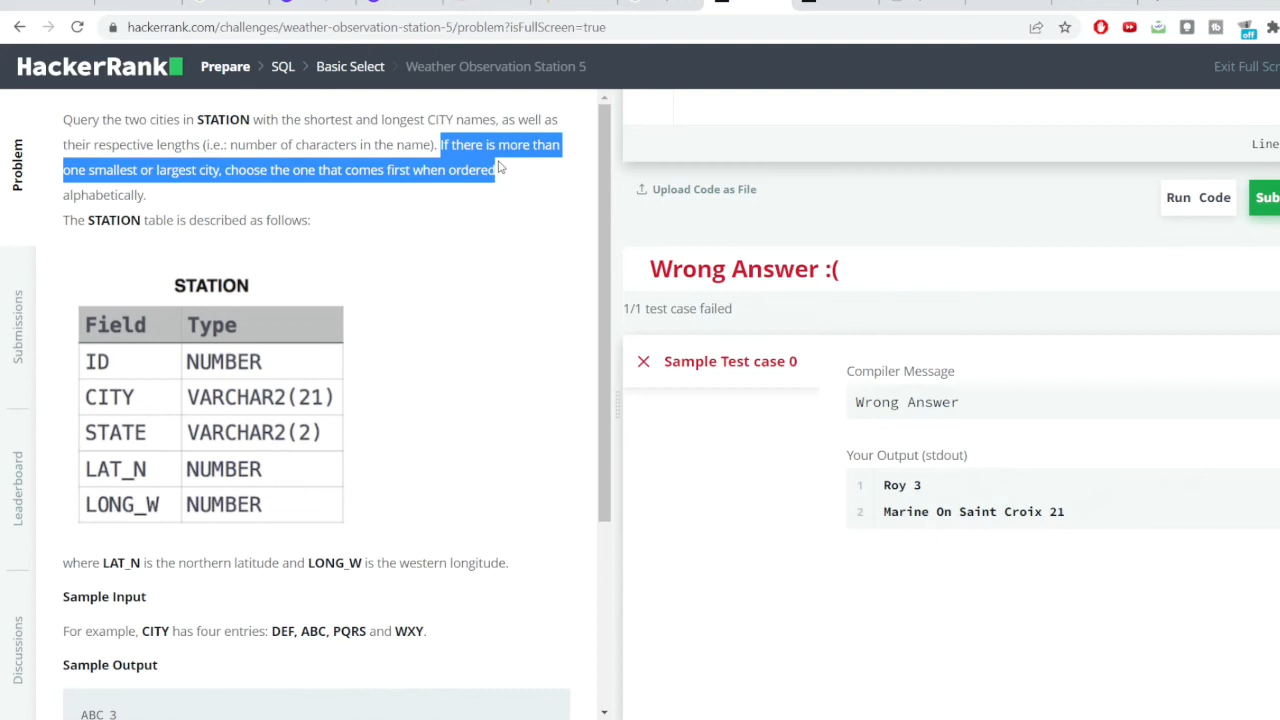 hackerrank.com/challenges/weather-observation-station-5/problem?isFullScreen=true
off
HackerRank
Prepare > SQL > Basic Select > Weather Observation Station 5
Exit Full Scr
Problem
Submissions
Leaderboard
Discussions
Query the two cities in STATION with the shortest and longest CITY names, as well as
their respective lengths (i.e.: number of characters in the name). If there is more than
one smallest or largest city, choose the one that comes first when ordered
alphabetically.
The STATION table is described as follows:
STATION
Field Type
ID NUMBER
CITY VARCHAR2(21)
STATE VARCHAR2(2)
LAT_N NUMBER
LONG_W NUMBER
where LAT_N is the northern latitude and LONG_W is the western longitude.
Sample Input
For example, CITY has four entries: DEF, ABC, PQRS and WXY.
Sample Output
ABC 3
Line
Upload Code as File
Run Code
Sub
Wrong Answer :(
1/1 test case failed
Sample Test case 0
Compiler Message
Wrong Answer
Your Output (stdout)
1 Roy 3
2 Marine On Saint Croix 21